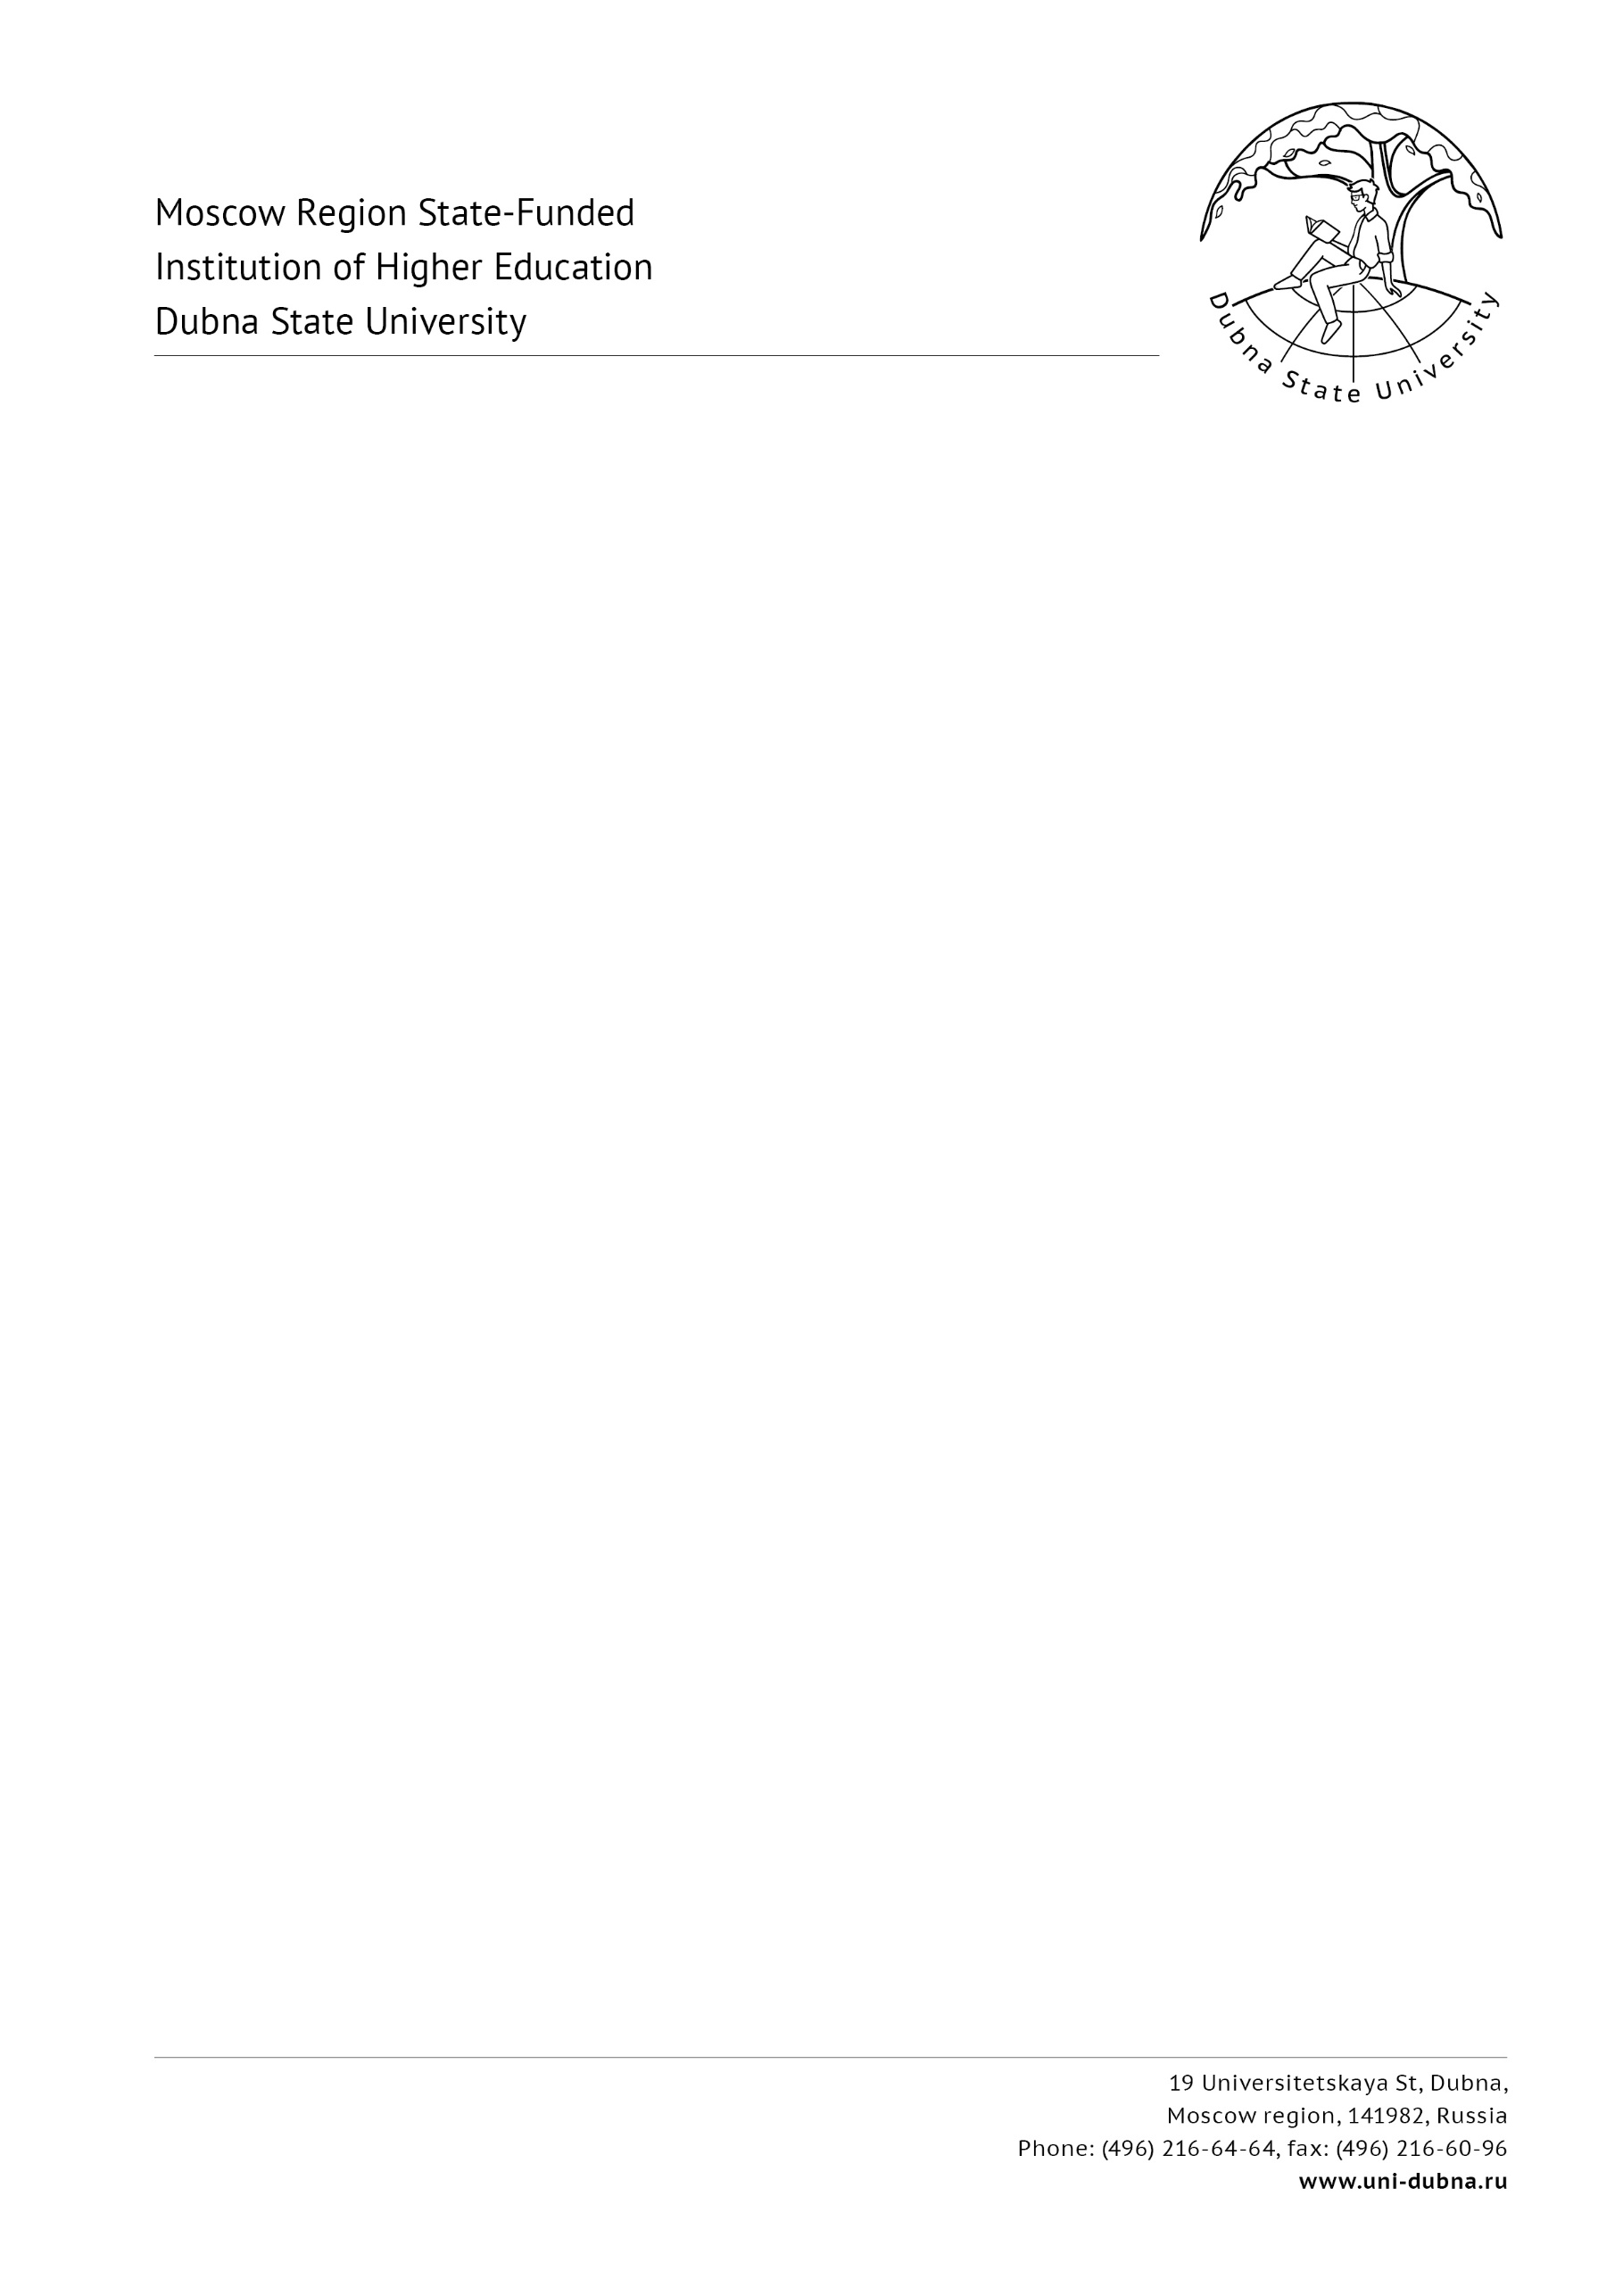 Moscow Region State-Funded
Institution of Higher Education
Dubna State University
Dubna State University
19 Universitetskaya St, Dubna,
Moscow region, 141982, Russia
Phone: (496) 216-64-64, fax: (496) 216-60-96
www.uni-dubna.ru